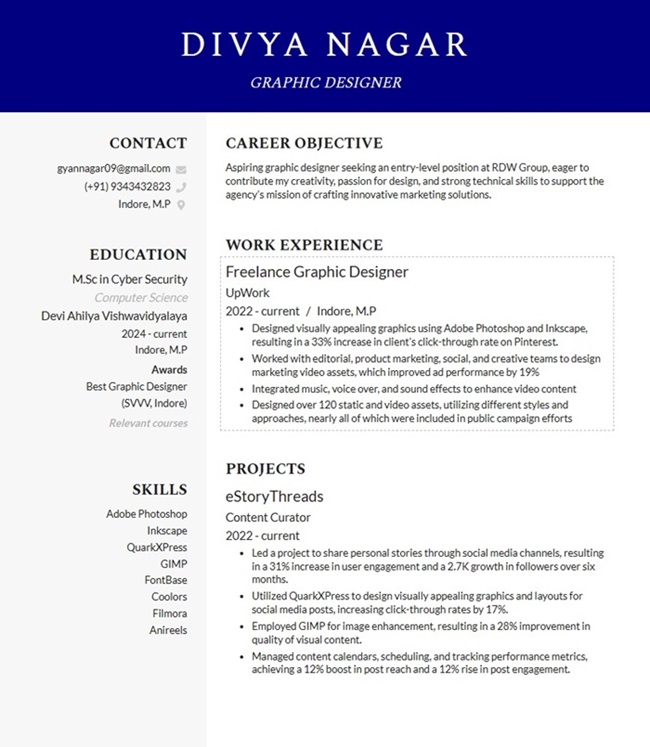 DIVYA NAGAR
GRAPHIC DESIGNER
CONTACT
gyannagar09@gmail.com
(+91) 9343432823
Indore, M.P
EDUCATION
M.Sc in Cyber Security
Computer Science
Devi Ahilya Vishwavidyalaya
2024 - current
Indore, M.P
Awards
Best Graphic Designer
(SVVV, Indore)
Relevant courses
SKILLS
Adobe Photoshop
Inkscape
QuarkXPress
GIMP
FontBase
Coolors
Filmora
Anireels
CAREER OBJECTIVE
Aspiring graphic designer seeking an entry-level position at RDW Group, eager to
contribute my creativity, passion for design, and strong technical skills to support the
agency's mission of crafting innovative marketing solutions.
WORK EXPERIENCE
Freelance Graphic Designer
UpWork
2022 - current / Indore, M.P
• Designed visually appealing graphics using Adobe Photoshop and Inkscape,
resulting in a 33% increase in client's click-through rate on Pinterest.
• Worked with editorial, product marketing, social, and creative teams to design
marketing video assets, which improved ad performance by 19%
• Integrated music, voice over, and sound effects to enhance video content
• Designed over 120 static and video assets, utilizing different styles and
approaches, nearly all of which were included in public campaign efforts
PROJECTS
eStoryThreads
Content Curator
2022 - current
• Led a project to share personal stories through social media channels, resulting
in a 31% increase in user engagement and a 2.7K growth in followers over six
months.
• Utilized QuarkXPress to design visually appealing graphics and layouts for
social media posts, increasing click-through rates by 17%.
• Employed GIMP for image enhancement, resulting in a 28% improvement in
quality of visual content.
• Managed content calendars, scheduling, and tracking performance metrics,
achieving a 12% boost in post reach and a 12% rise in post engagement.